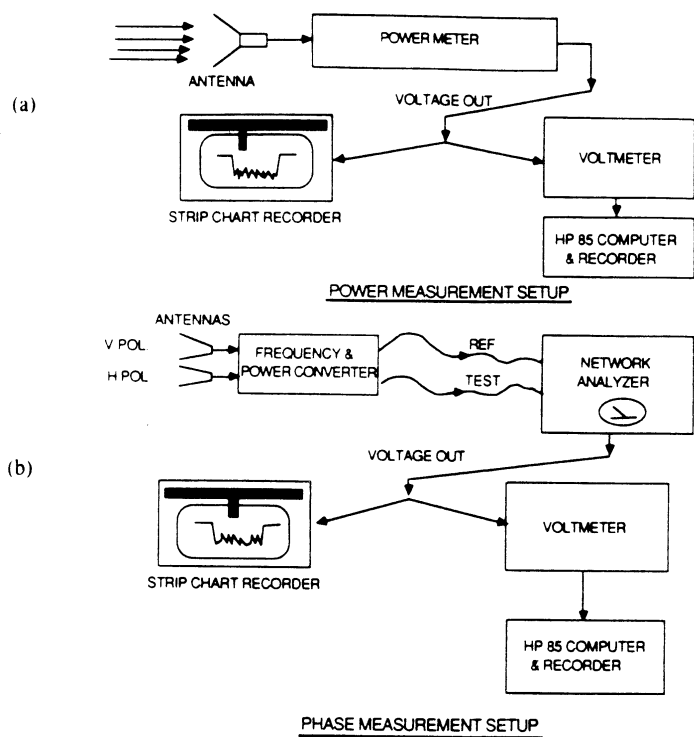 POWER METER
ANTENNA
(a)
VOLTAGE OUT
VOLTMETER
STRIP CHART RECORDER
HP 85 COMPUTER
& RECORDER
POWER MEASUREMENT SETUP
ANTENNAS
V POL.
H POL
FREQUENCY &
POWER CONVERTER
REF
TEST
NETWORK
ANALYZER
VOLTAGE OUT
(b)
VOLTMETER
STRIP CHART RECORDER
HP 85 COMPUTER
& RECORDER
PHASE MEASUREMENT SETUP